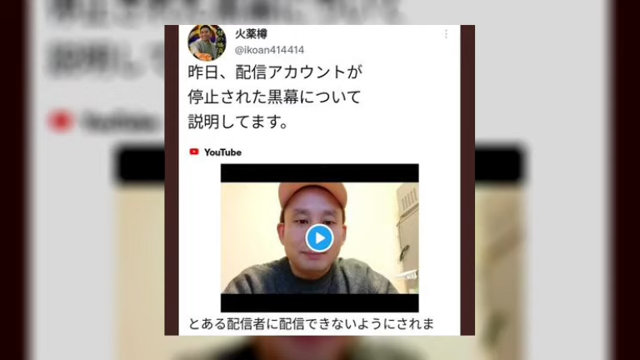 火薬樽
@ikoan414414
昨日、配信アカウントが
停止された黒幕について
説明してます。
YouTube
とある配信者に配信できないようにされま